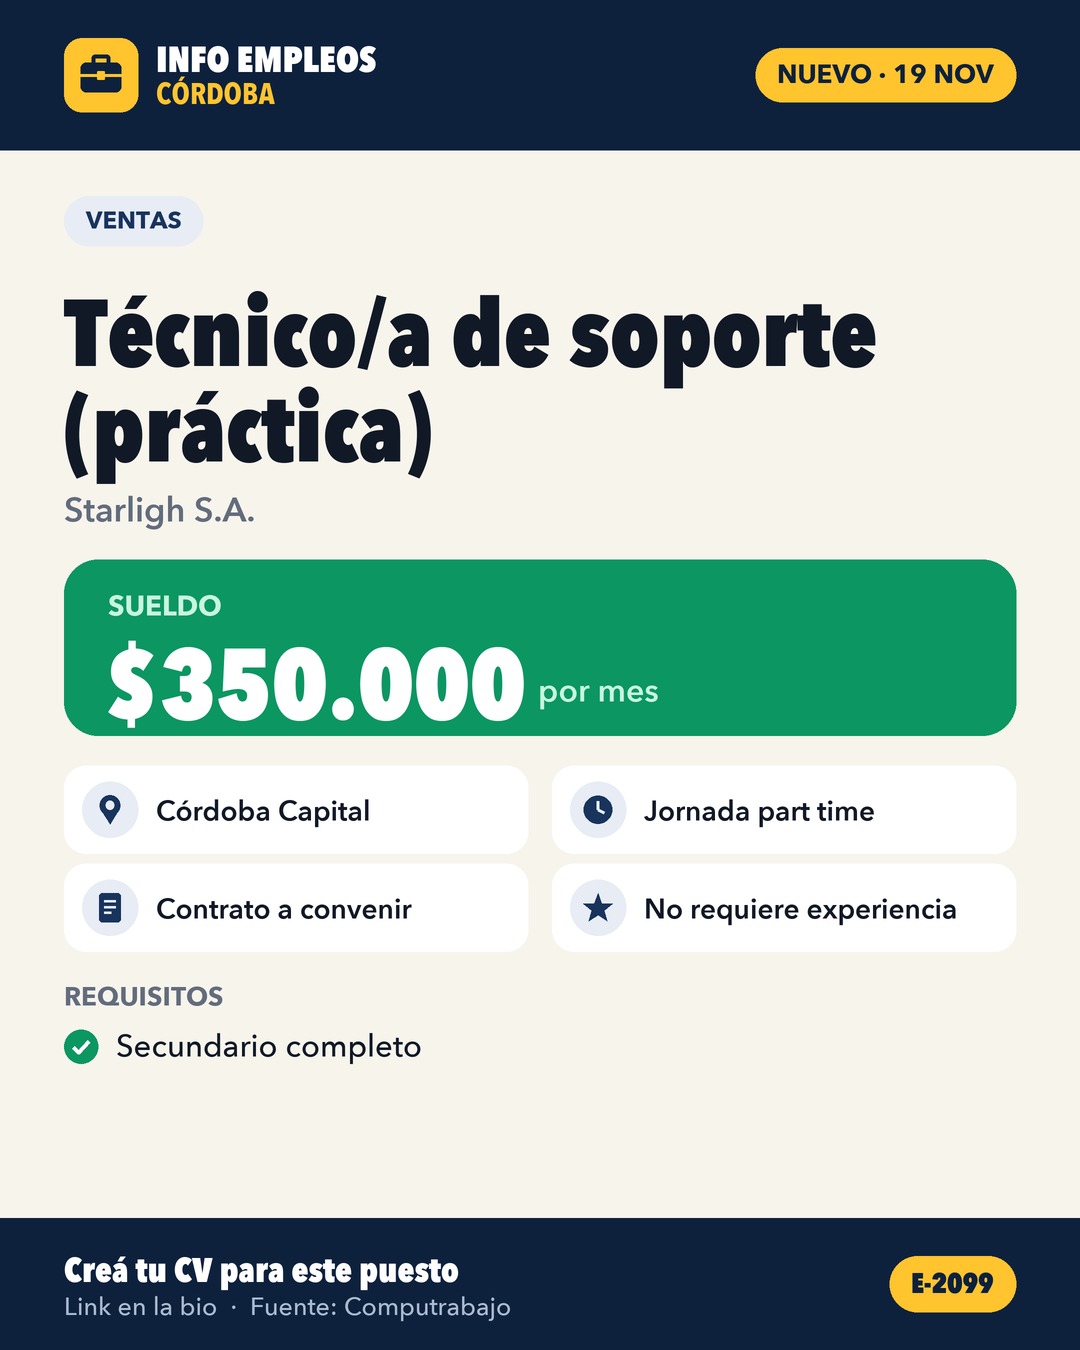 INFO EMPLEOS
CÓRDOBA
NUEVO · 19 NOV
VENTAS
Técnico/a de soporte
(práctica)
Starligh S.A.
SUELDO
$350.000 por mes
Córdoba Capital
Jornada part time
Contrato a convenir
No requiere experiencia
REQUISITOS
Secundario completo
Creá tu CV para este puesto
Link en la bio · Fuente: Computrabajo
E-2099